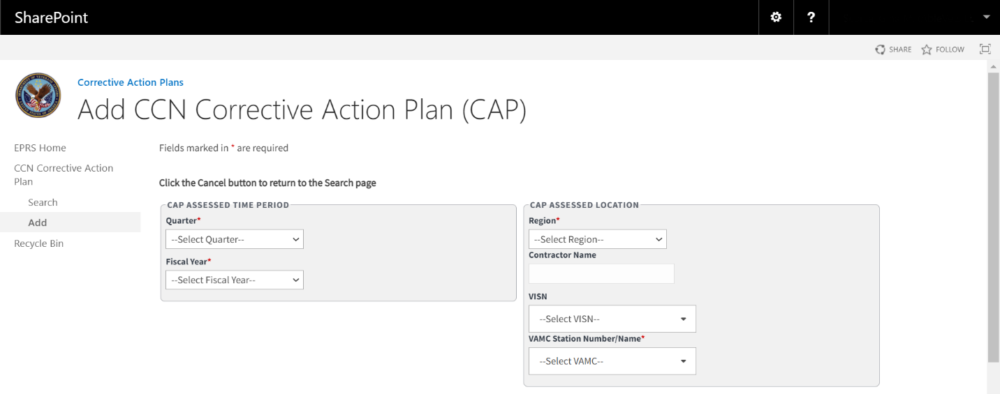 SharePoint
?
SHARE
FOLLOW
Corrective Action Plans
Add CCN Corrective Action Plan (CAP)
EPRS Home
CCN Corrective Action
Plan
Search
Add
Recycle Bin
Fields marked in * are required
Click the Cancel button to return to the Search page
CAP ASSESSED TIME PERIOD
Quarter*
--Select Quarter--
Fiscal Year*
--Select Fiscal Year--
CAP ASSESSED LOCATION
Region*
--Select Region--
Contractor Name
VISN
--Select VISN--
VAMC Station Number/Name*
--Select VAMC--